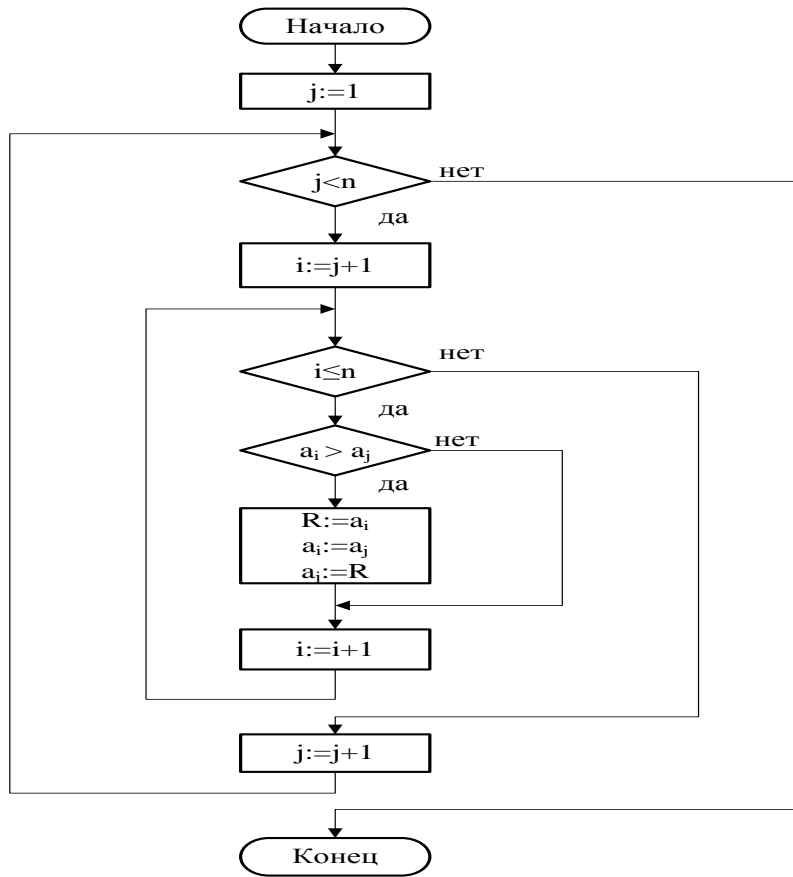 Начало
j:=1
j<n
нет
да
i:=j+1
i≤n
нет
да
aᵢ > aⱼ
нет
да
R:=aᵢ
aᵢ:=aⱼ
aⱼ:=R
i:=i+1
j:=j+1
Конец